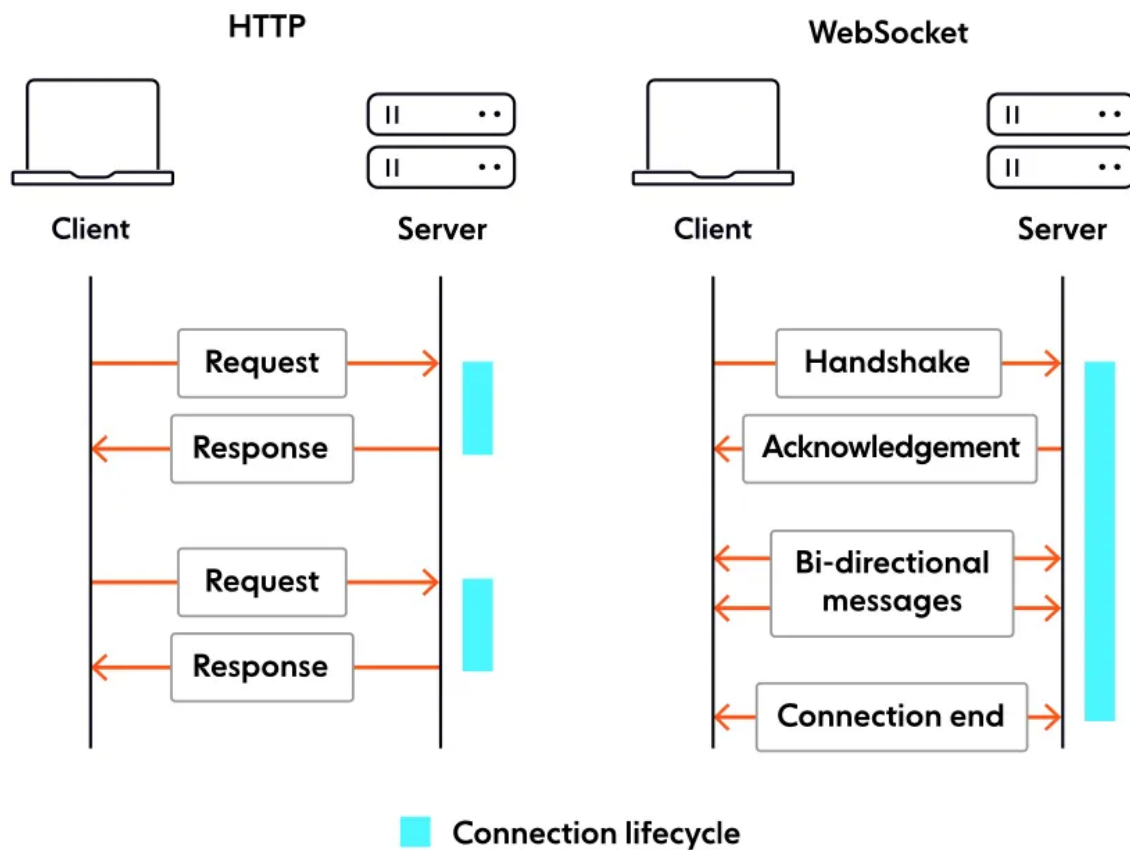 HTTP
Client
Server
Request
Response
Request
Response
WebSocket
Client
Server
Handshake
Acknowledgement
Bi-directional
messages
Connection end
Connection lifecycle